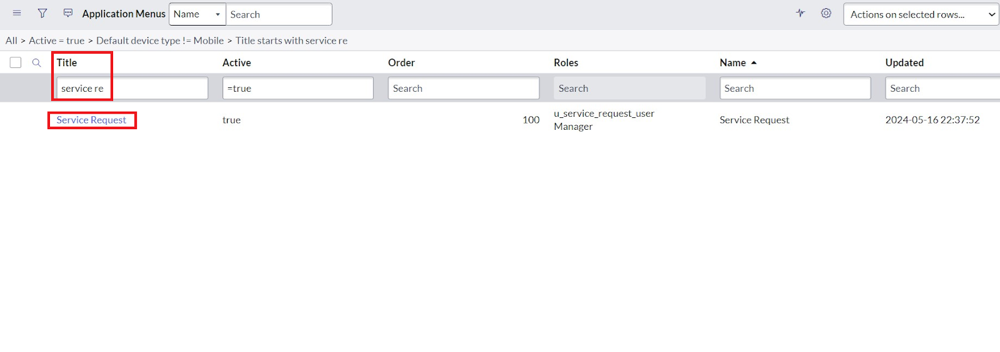 Application Menus Name Search Actions on selected rows...
All > Active = true > Default device type != Mobile > Title starts with service re
Title Active Order Roles Name Updated
service re =true Search Search Search Search
Service Request true 100 u_service_request_user Service Request 2024-05-16 22:37:52
Manager